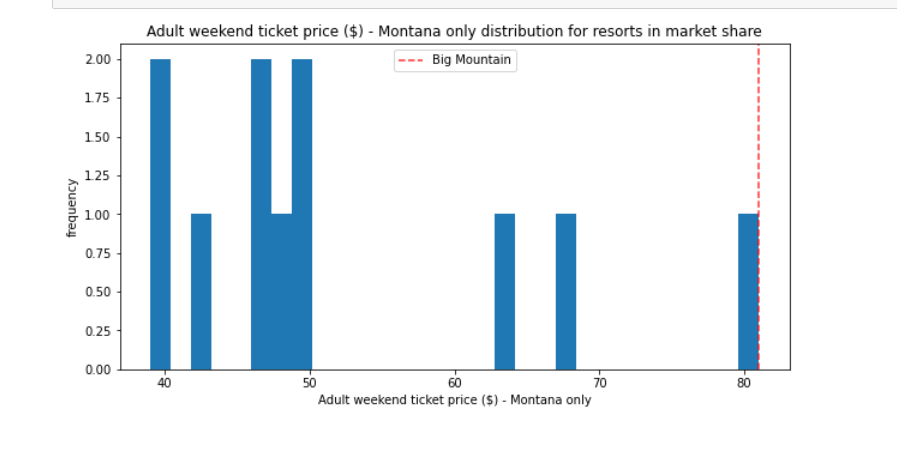 Adult weekend ticket price ($) - Montana only distribution for resorts in market share
Big Mountain
2.00
1.75
1.50
1.25
1.00
0.75
0.50
0.25
0.00
frequency
40 50 60 70 80
Adult weekend ticket price ($) - Montana only